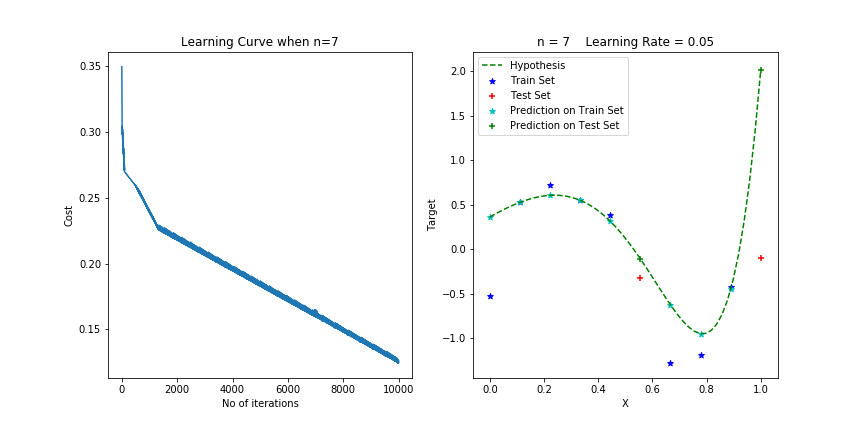 Learning Curve when n=7
0.35
0.30
0.25
0.20
0.15
Cost
0
2000
4000
6000
8000
10000
No of iterations
n = 7    Learning Rate = 0.05
Hypothesis
Train Set
Test Set
Prediction on Train Set
Prediction on Test Set
2.0
1.5
1.0
0.5
0.0
−0.5
−1.0
Target
0.0
0.2
0.4
0.6
0.8
1.0
X